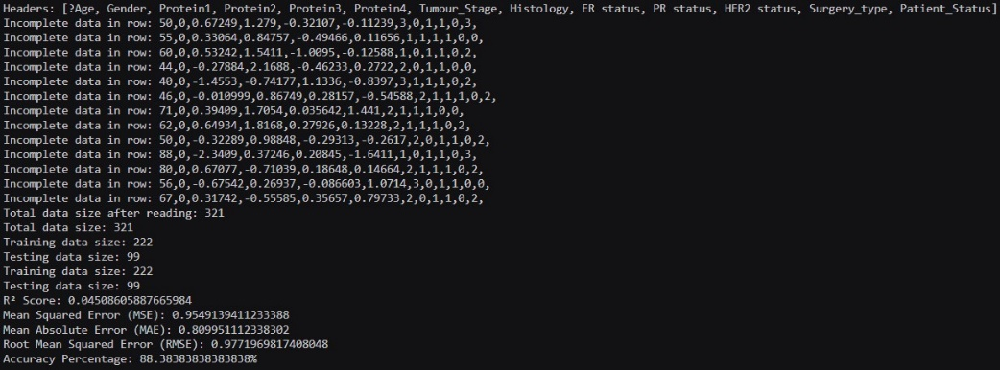 Headers: [?Age, Gender, Protein1, Protein2, Protein3, Protein4, Tumour_Stage, Histology, ER status, PR status, HER2 status, Surgery_type, Patient_Status]
Incomplete data in row: 50,0,0.67249,1.279,-0.32107,-0.11239,3,0,1,1,0,3,
Incomplete data in row: 55,0,0.33064,0.84757,-0.49466,0.11656,1,1,1,1,0,0,
Incomplete data in row: 60,0,0.53242,1.5411,-1.0095,-0.12588,1,0,1,1,0,2,
Incomplete data in row: 44,0,-0.27884,2.1688,-0.46233,0.2722,2,0,1,1,0,0,
Incomplete data in row: 40,0,-1.4553,-0.74177,1.1336,-0.8397,3,1,1,1,0,2,
Incomplete data in row: 46,0,-0.010999,0.86749,0.28157,-0.54588,2,1,1,1,0,2,
Incomplete data in row: 71,0,0.39409,1.7054,0.035642,1.441,2,1,1,1,0,0,
Incomplete data in row: 62,0,0.64934,1.8168,0.27926,0.13228,2,1,1,1,0,2,
Incomplete data in row: 50,0,-0.32289,0.98848,-0.29313,-0.2617,2,0,1,1,0,2,
Incomplete data in row: 88,0,-2.3409,0.37246,0.20845,-1.6411,1,0,1,1,0,3,
Incomplete data in row: 80,0,0.67077,-0.71039,0.18648,0.14664,2,1,1,1,0,2,
Incomplete data in row: 56,0,-0.67542,0.26937,-0.086603,1.0714,3,0,1,1,0,0,
Incomplete data in row: 67,0,0.31742,-0.55585,0.35657,0.79733,2,0,1,1,0,2,
Total data size after reading: 321
Total data size: 321
Training data size: 222
Testing data size: 99
Training data size: 222
Testing data size: 99
R² Score: 0.04508605887665984
Mean Squared Error (MSE): 0.9549139411233388
Mean Absolute Error (MAE): 0.809951112338302
Root Mean Squared Error (RMSE): 0.9771969817408048
Accuracy Percentage: 88.38383838383838%